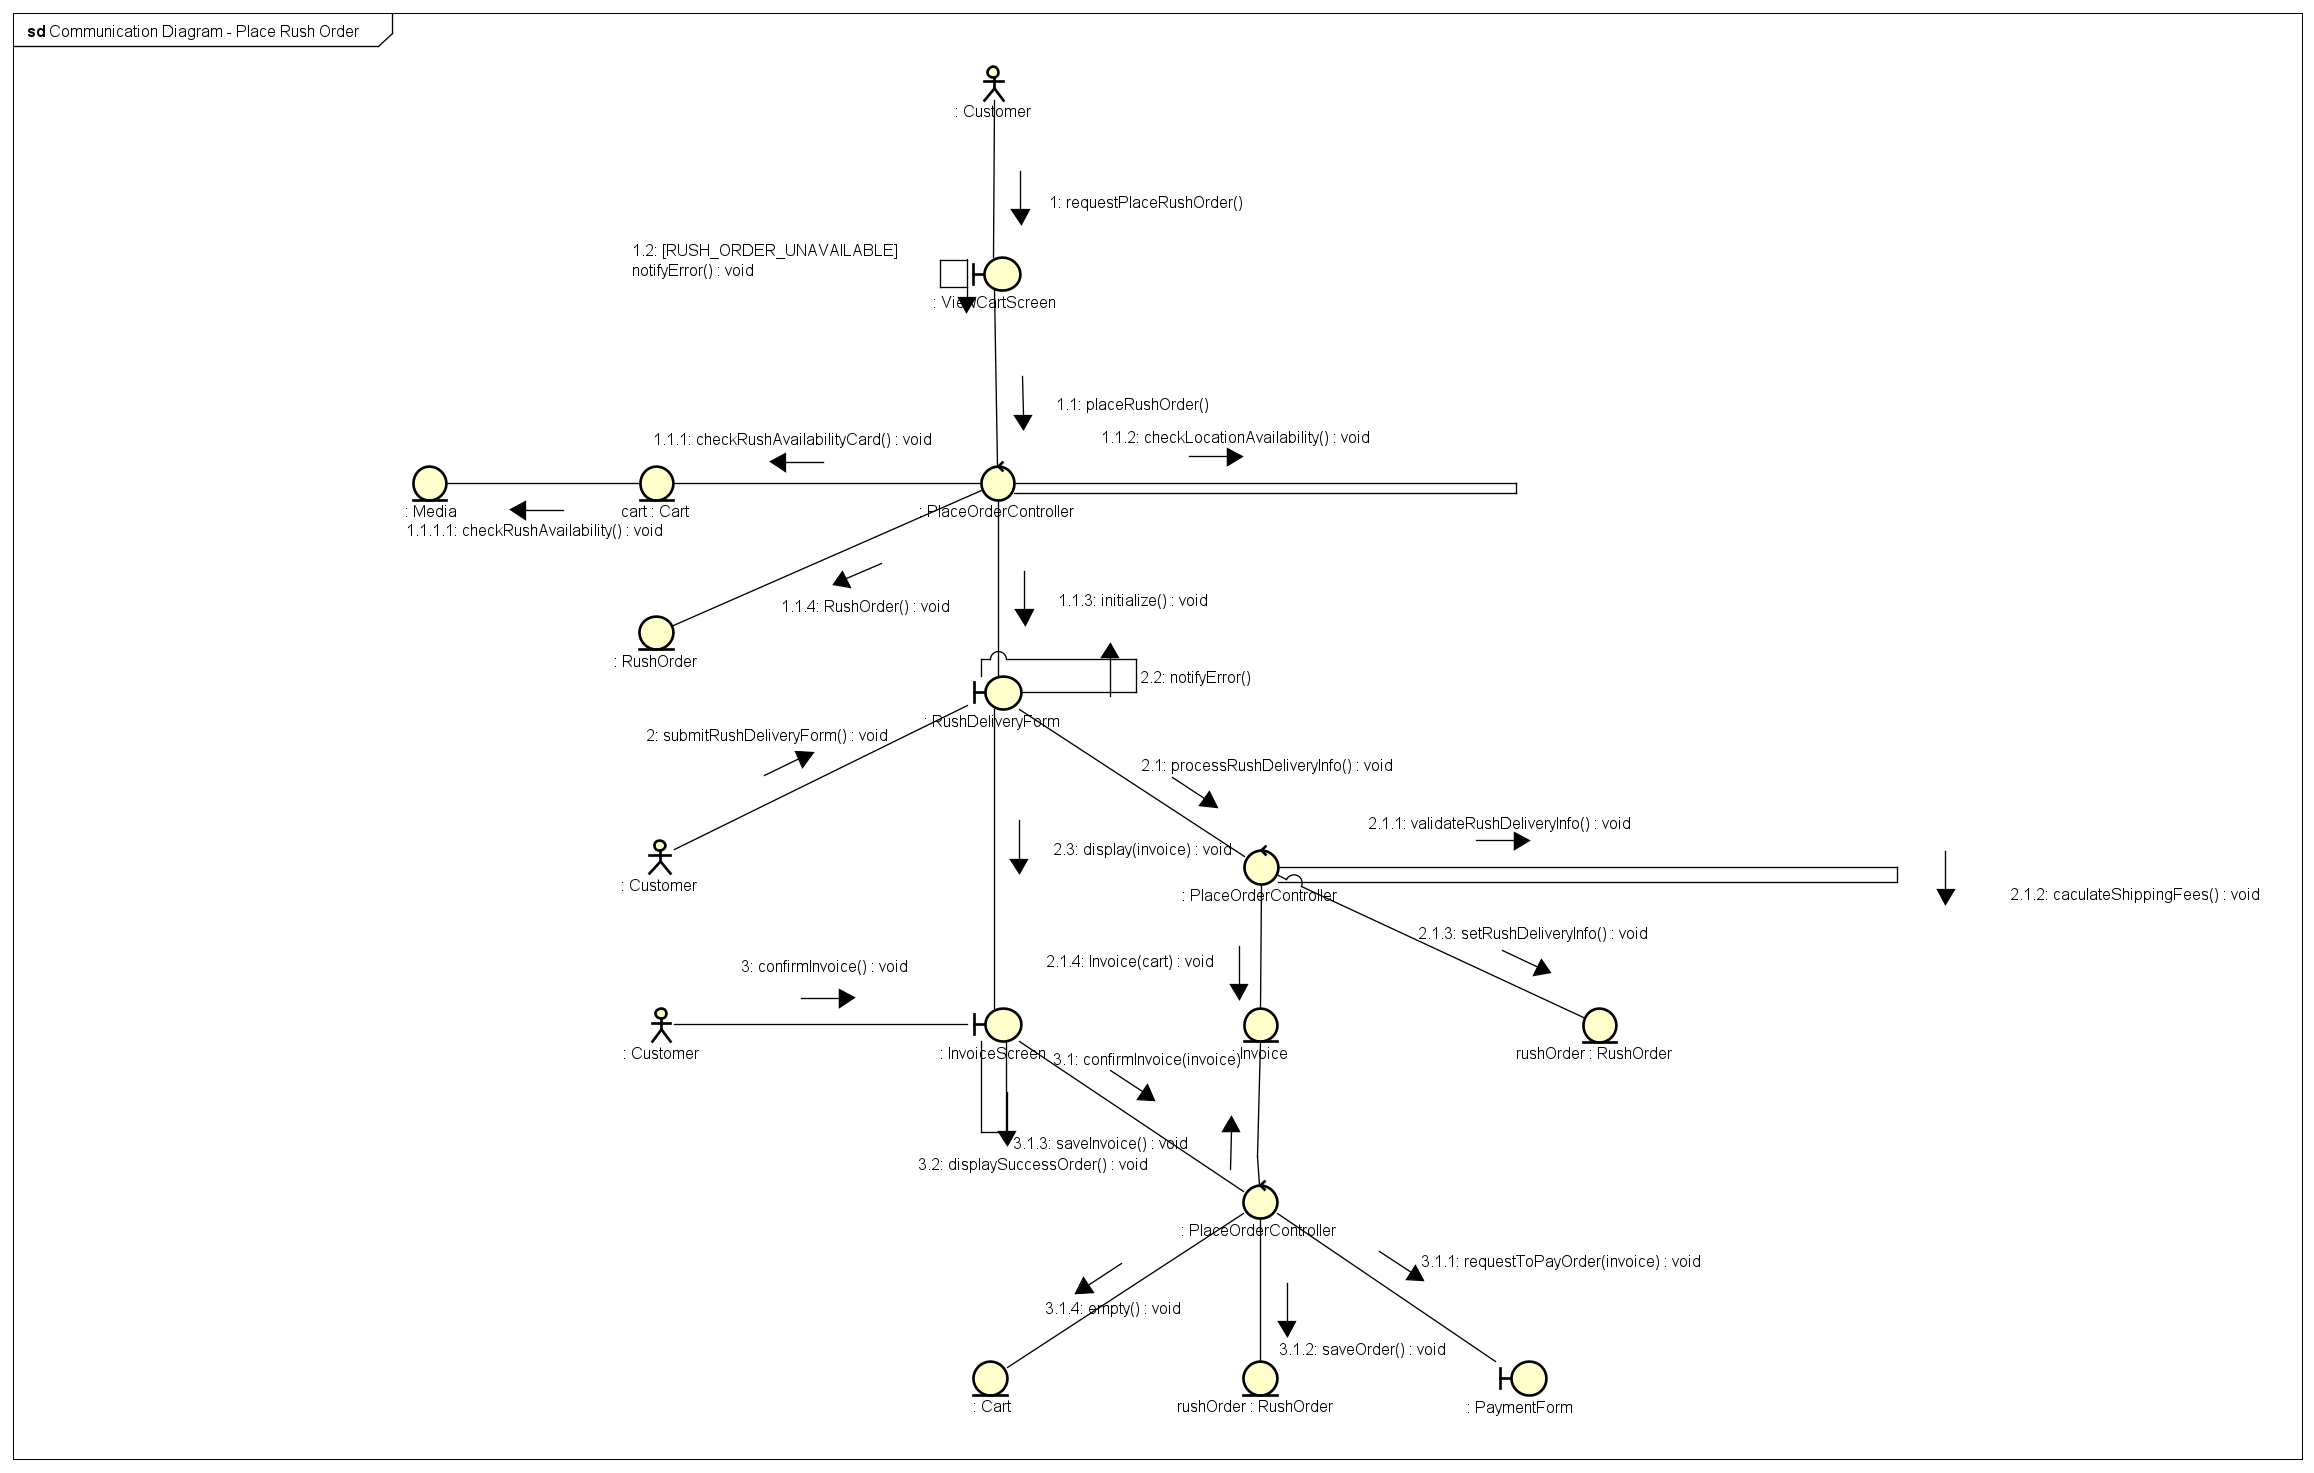 sd Communication Diagram - Place Rush Order
: Customer
1: requestPlaceRushOrder()
1.2: [RUSH_ORDER_UNAVAILABLE]
notifyError() : void
: ViewCartScreen
1.1: placeRushOrder()
1.1.1: checkRushAvailabilityCard() : void
1.1.2: checkLocationAvailability() : void
: Media
cart : Cart
: PlaceOrderController
1.1.1.1: checkRushAvailability() : void
1.1.4: RushOrder() : void
1.1.3: initialize() : void
: RushOrder
2.2: notifyError()
: RushDeliveryForm
2: submitRushDeliveryForm() : void
2.1: processRushDeliveryInfo() : void
2.1.1: validateRushDeliveryInfo() : void
2.3: display(invoice) : void
: Customer
: PlaceOrderController
2.1.2: caculateShippingFees() : void
2.1.3: setRushDeliveryInfo() : void
3: confirmInvoice() : void
2.1.4: Invoice(cart) : void
: Customer
: InvoiceScreen
3.1: confirmInvoice(invoice)
: Invoice
rushOrder : RushOrder
3.1.3: saveInvoice() : void
3.2: displaySuccessOrder() : void
: PlaceOrderController
3.1.1: requestToPayOrder(invoice) : void
3.1.4: empty() : void
3.1.2: saveOrder() : void
: Cart
rushOrder : RushOrder
: PaymentForm